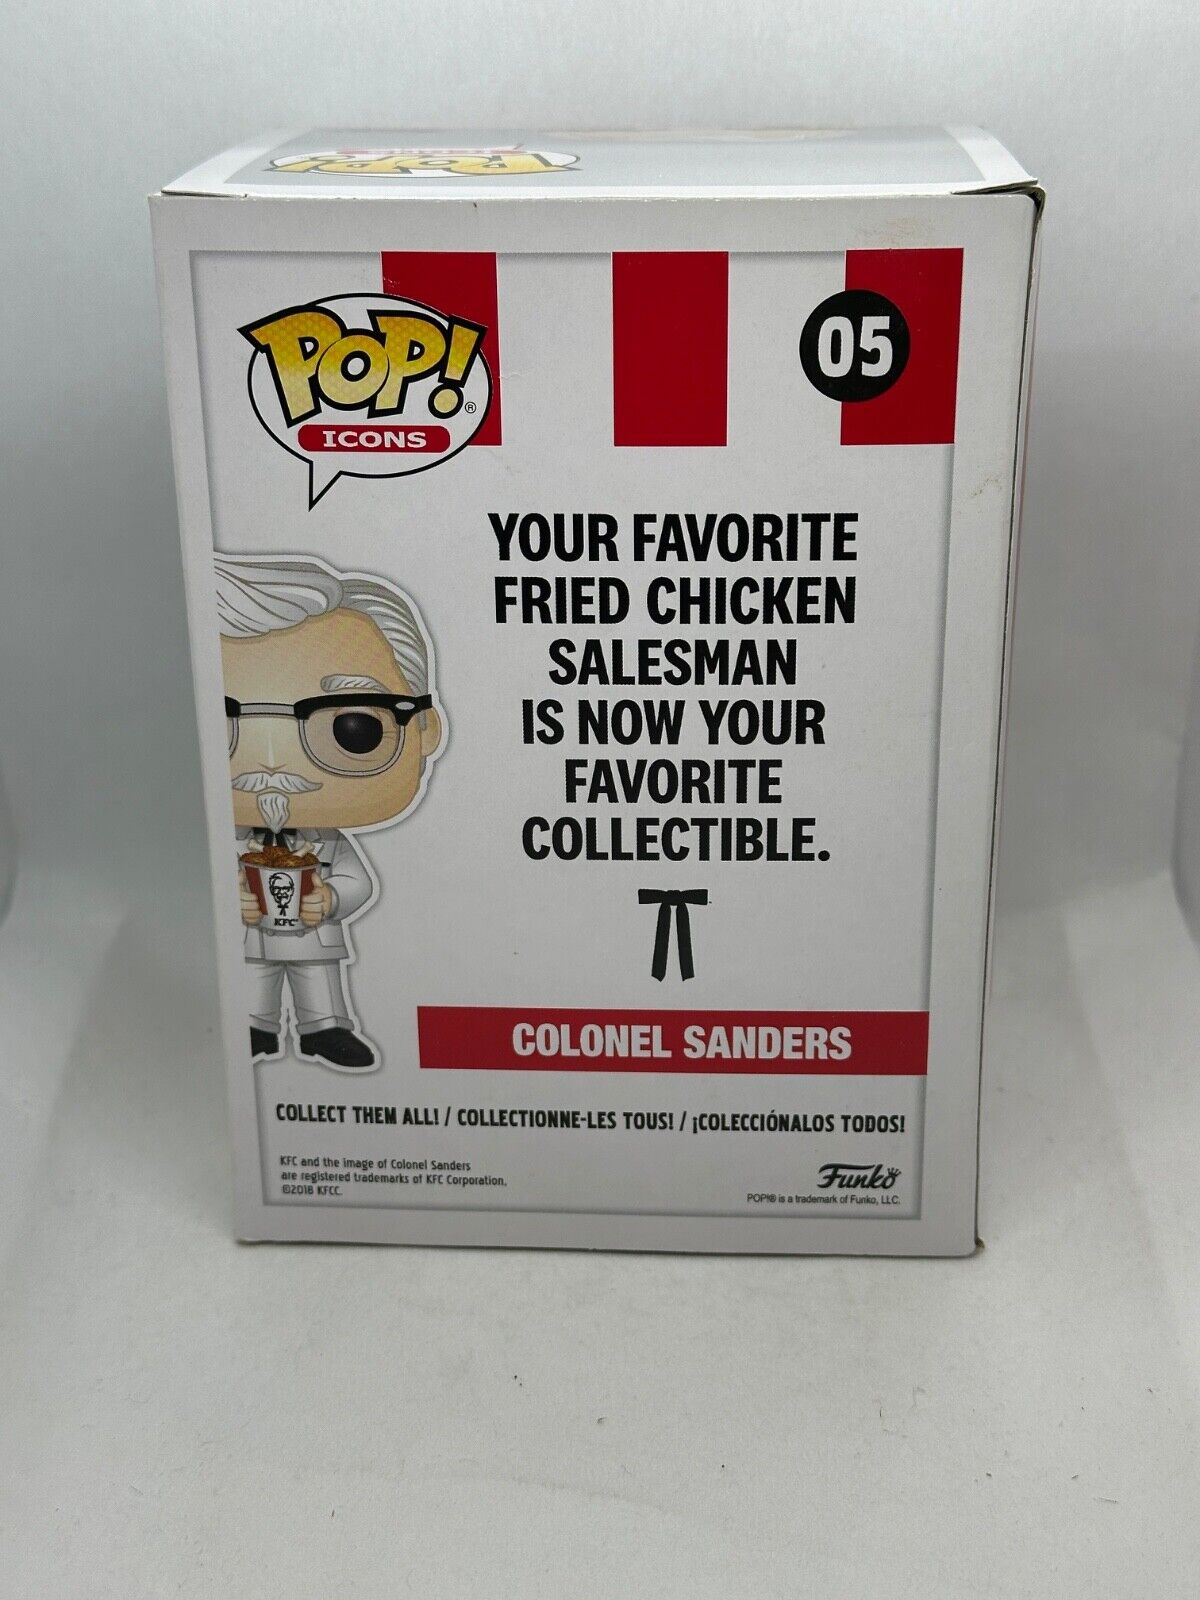 POP!
ICONS
POP!®
ICONS
05
YOUR FAVORITE
FRIED CHICKEN
SALESMAN
IS NOW YOUR
FAVORITE
COLLECTIBLE.
KFC
COLONEL SANDERS
COLLECT THEM ALL! / COLLECTIONNE-LES TOUS! / ¡COLECCIÓNALOS TODOS!
KFC and the image of Colonel Sanders
are registered trademarks of KFC Corporation.
©2018 KFCC.
Funko
POP!® is a trademark of Funko, LLC.